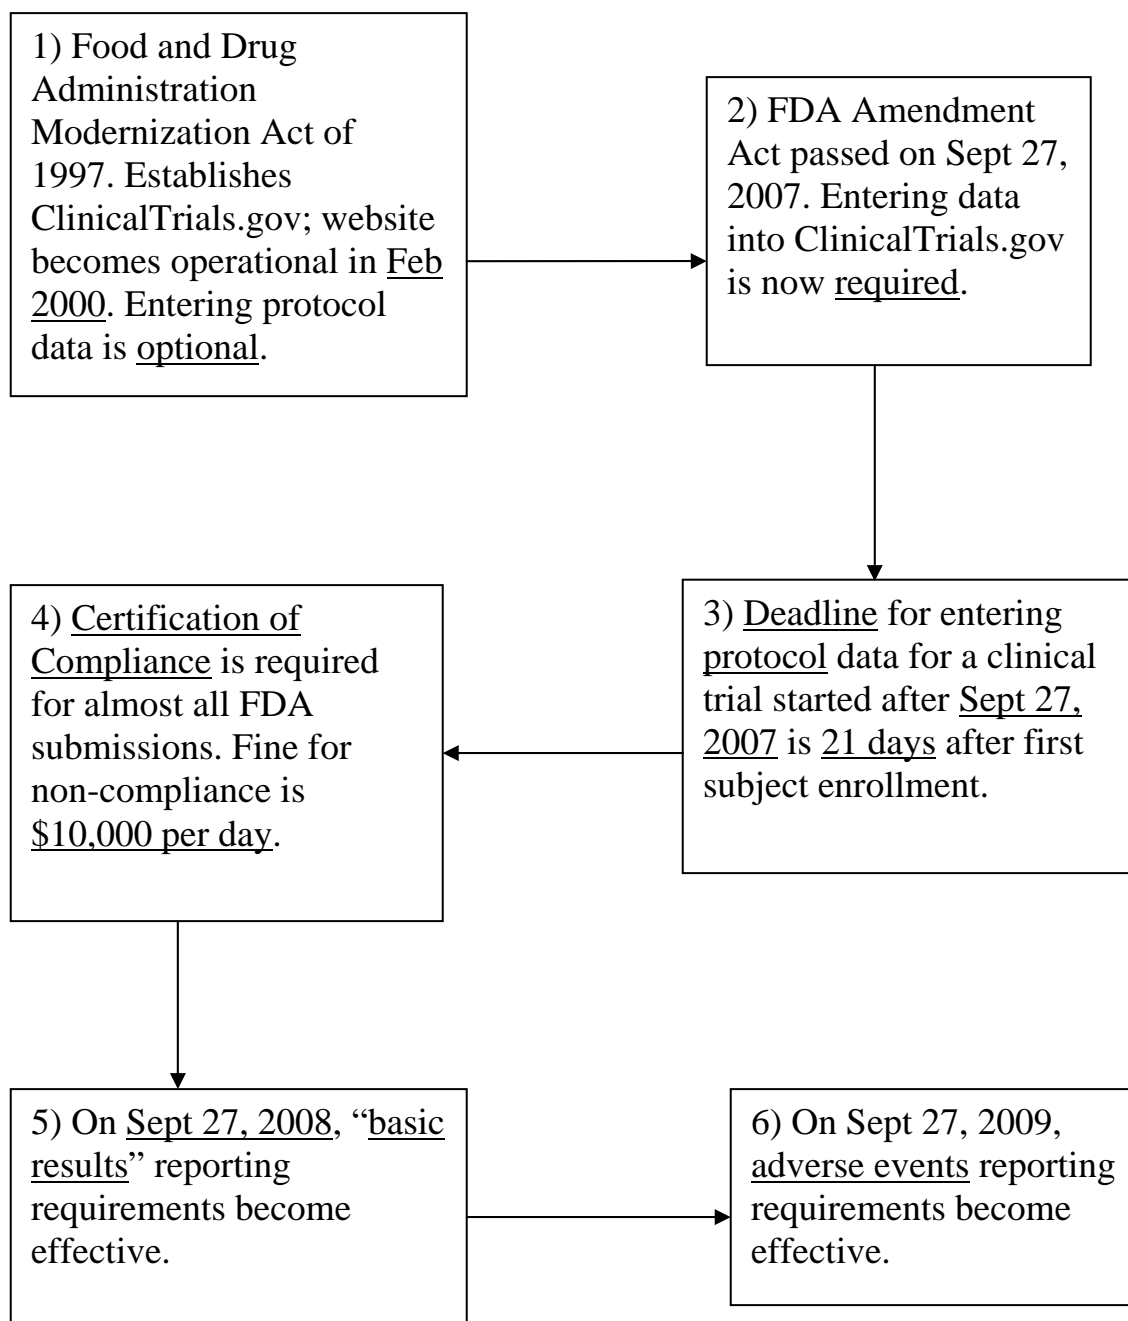 1) Food and Drug
Administration
Modernization Act of
1997. Establishes
ClinicalTrials.gov; website
becomes operational in Feb
2000. Entering protocol
data is optional.
2) FDA Amendment
Act passed on Sept 27,
2007. Entering data
into ClinicalTrials.gov
is now required.
3) Deadline for entering
protocol data for a clinical
trial started after Sept 27,
2007 is 21 days after first
subject enrollment.
4) Certification of
Compliance is required
for almost all FDA
submissions. Fine for
non-compliance is
$10,000 per day.
5) On Sept 27, 2008, “basic
results” reporting
requirements become
effective.
6) On Sept 27, 2009,
adverse events reporting
requirements become
effective.